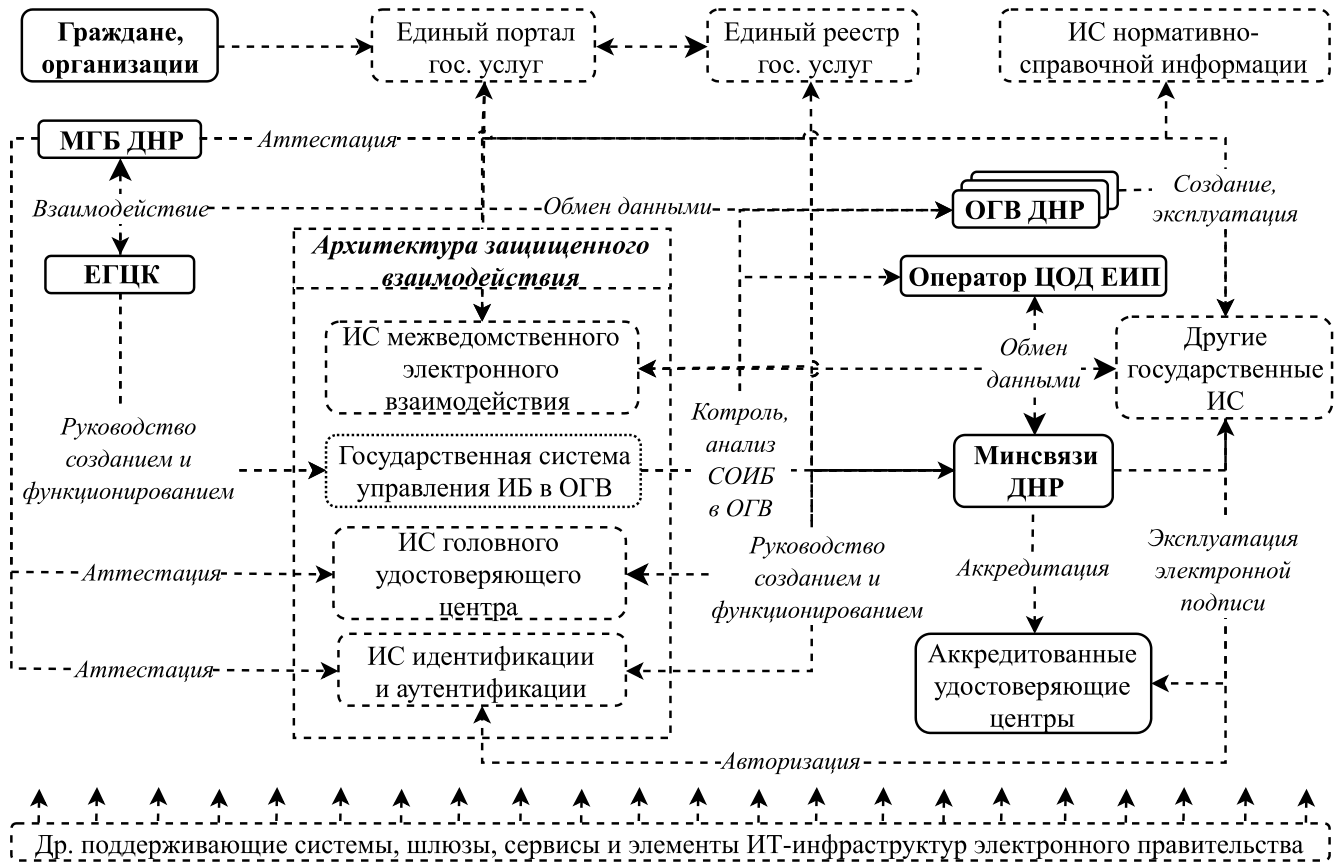 Граждане,
организации
Единый портал
гос. услуг
Единый реестр
гос. услуг
ИС нормативно-
справочной информации
МГБ ДНР
Аттестация
Взаимодействие
Обмен данными
ОГВ ДНР
Создание,
эксплуатация
ЕГЦК
Архитектура защищенного
взаимодействия
Оператор ЦОД ЕИП
ИС межведомственного
электронного
взаимодействия
Обмен
данными
Другие
государственные
ИС
Руководство
созданием и
функционированием
Государственная система
управления ИБ в ОГВ
Котроль,
анализ
СОИБ
в ОГВ
Минсвязи
ДНР
Аттестация
ИС головного
удостоверяющего
центра
Руководство
созданием и
функционированием
Аккредитация
Эксплуатация
электронной
подписи
Аттестация
ИС идентификации
и аутентификации
Аккредитованные
удостоверяющие
центры
Авторизация
Др. поддерживающие системы, шлюзы, сервисы и элементы ИТ-инфраструктур электронного правительства